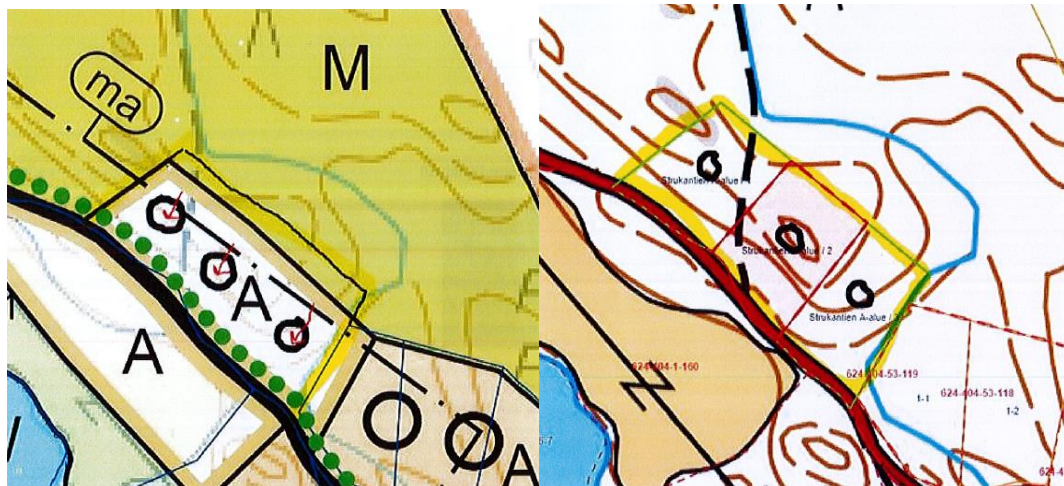 M
ma
A
A
A
Strukantien A-alue / 1
Strukantien A-alue / 2
Strukantien A-alue / 3
624-404-1-160
624-404-53-119
624-404-53-118
1-1
1-2